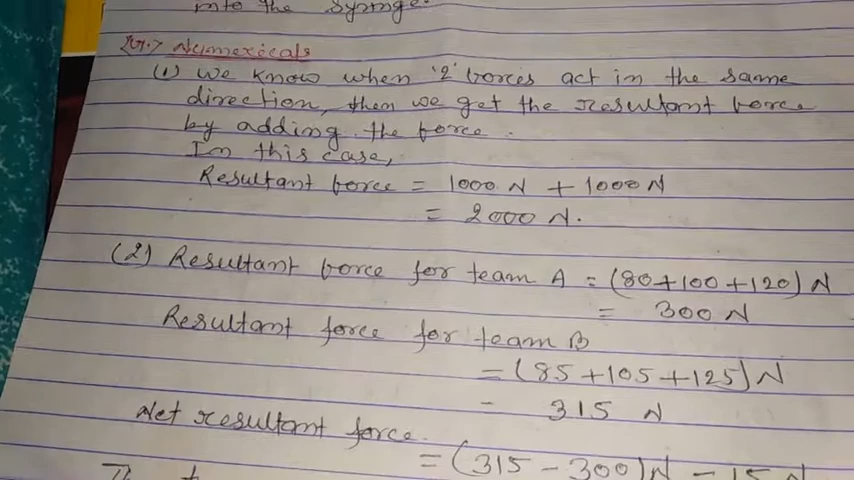 into the syringe.
Numericals
(1) We know when '2' forces act in the same
direction, then we get the resultant force
by adding the force.
In this case,
Resultant force = 1000 N + 1000 N
= 2000 N.
(2) Resultant force for team A = (80+100+120) N
= 300 N
Resultant force for team B
= (85+105+125) N
= 315 N
Net resultant force.
= (315 - 300) N = 15 N